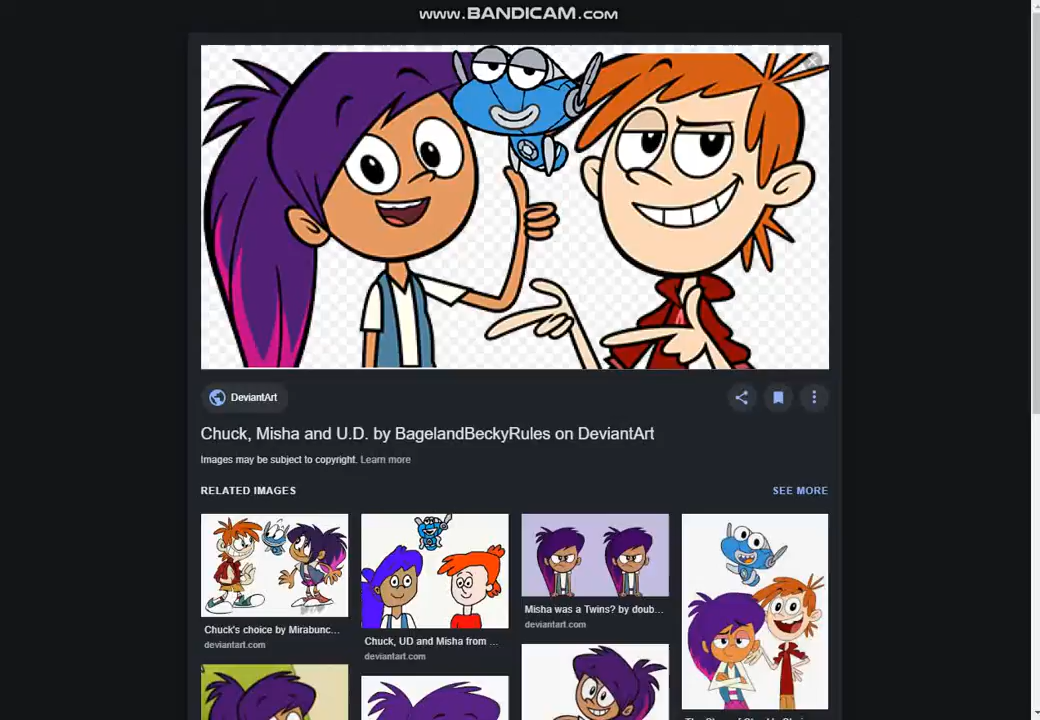 www.BANDICAM.com
DeviantArt
Chuck, Misha and U.D. by BagelandBeckyRules on DeviantArt
Images may be subject to copyright. Learn more
RELATED IMAGES
SEE MORE
Chuck's choice by Mirabunc...
deviantart.com
Chuck, UD and Misha from ...
deviantart.com
Misha was a Twins? by doub...
deviantart.com